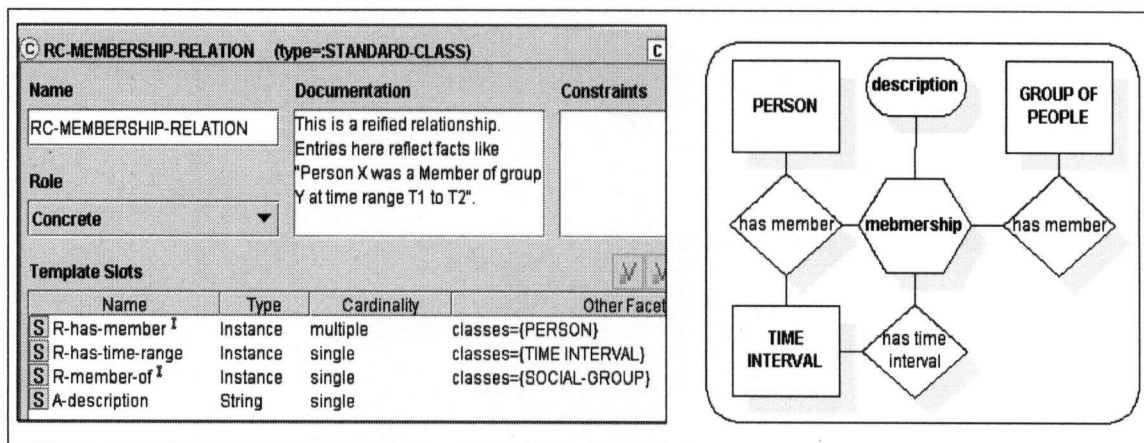 C RC-MEMBERSHIP-RELATION (type=:STANDARD-CLASS) C
Name Documentation Constraints
RC-MEMBERSHIP-RELATION
This is a reified relationship.
Entries here reflect facts like
"Person X was a Member of group
Y at time range T1 to T2".
Role
Concrete
Template Slots
Name Type Cardinality Other Facet
S R-has-member I Instance multiple classes={PERSON}
S R-has-time-range Instance single classes={TIME INTERVAL}
S R-member-of I Instance single classes={SOCIAL-GROUP}
S A-description String single
PERSON
description
GROUP OF
PEOPLE
has member
mebmership
has member
TIME
INTERVAL
has time
interval